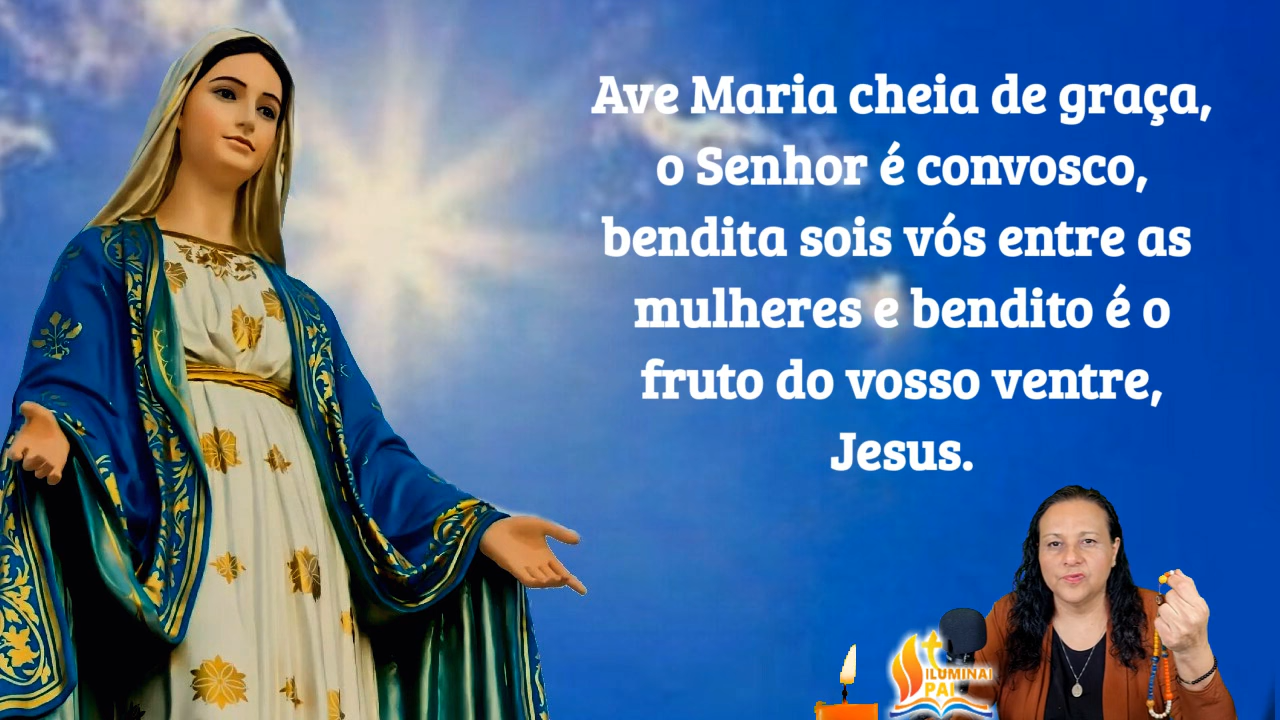 Ave Maria cheia de graça,
o Senhor é convosco,
bendita sois vós entre as
mulheres e bendito é o
fruto do vosso ventre,
Jesus.
ILUMINAI
PAI